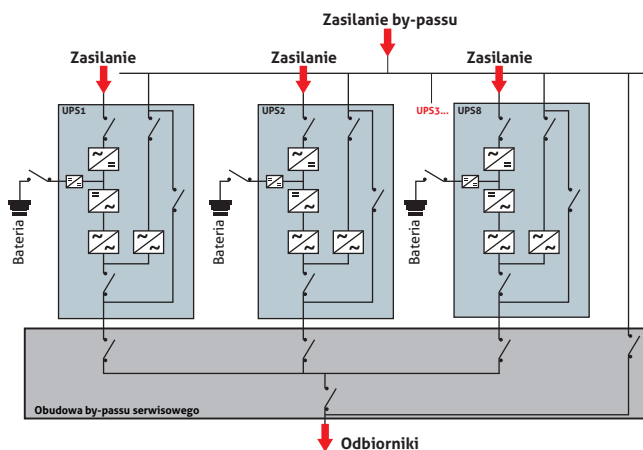 Zasilanie by-passu
Zasilanie
Zasilanie
Zasilanie
UPS1
UPS2
UPS3...
UPS8
Bateria
Bateria
Bateria
Obudowa by-passu serwisowego
Odbiorniki